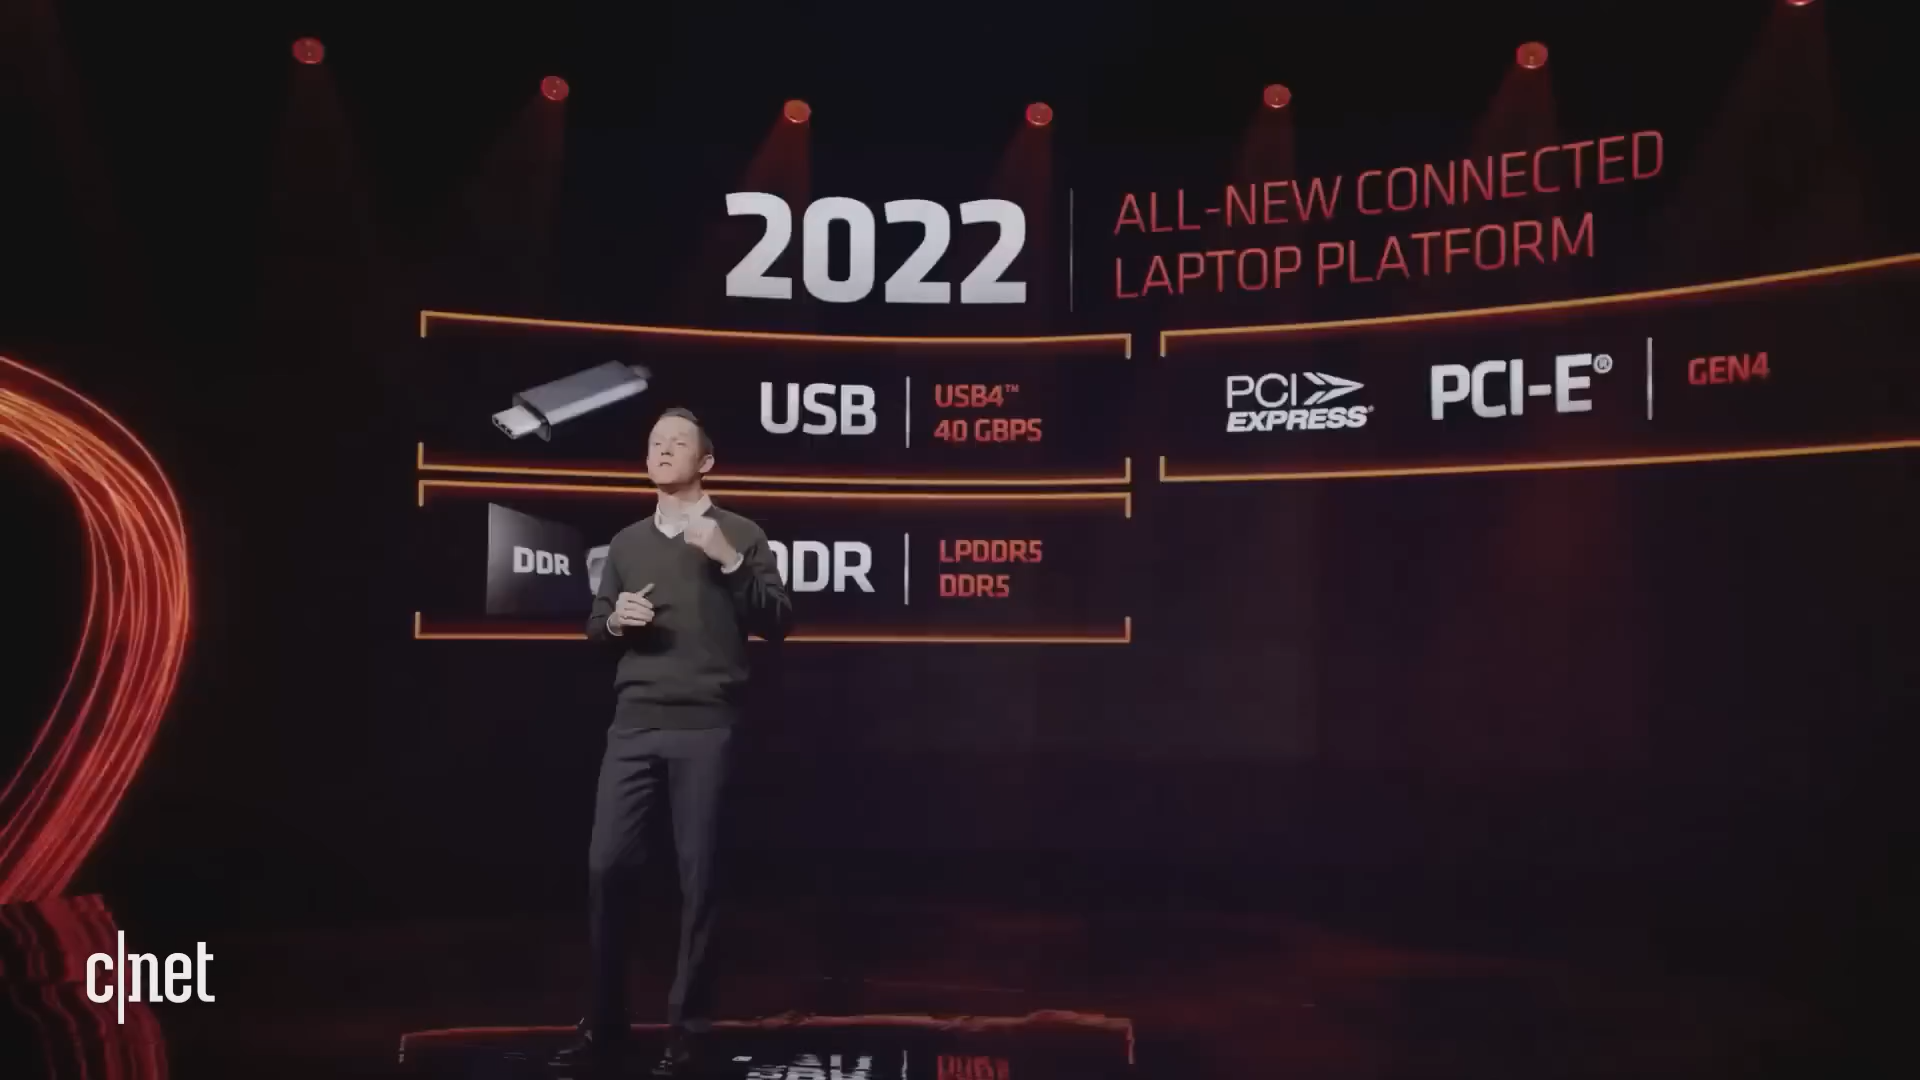 2022
ALL-NEW CONNECTED
LAPTOP PLATFORM
USB
USB4™
40 GBPS
PCI
EXPRESS®
PCI-E®
GEN4
DDR
DDR
LPDDR5
DDR5
c|net